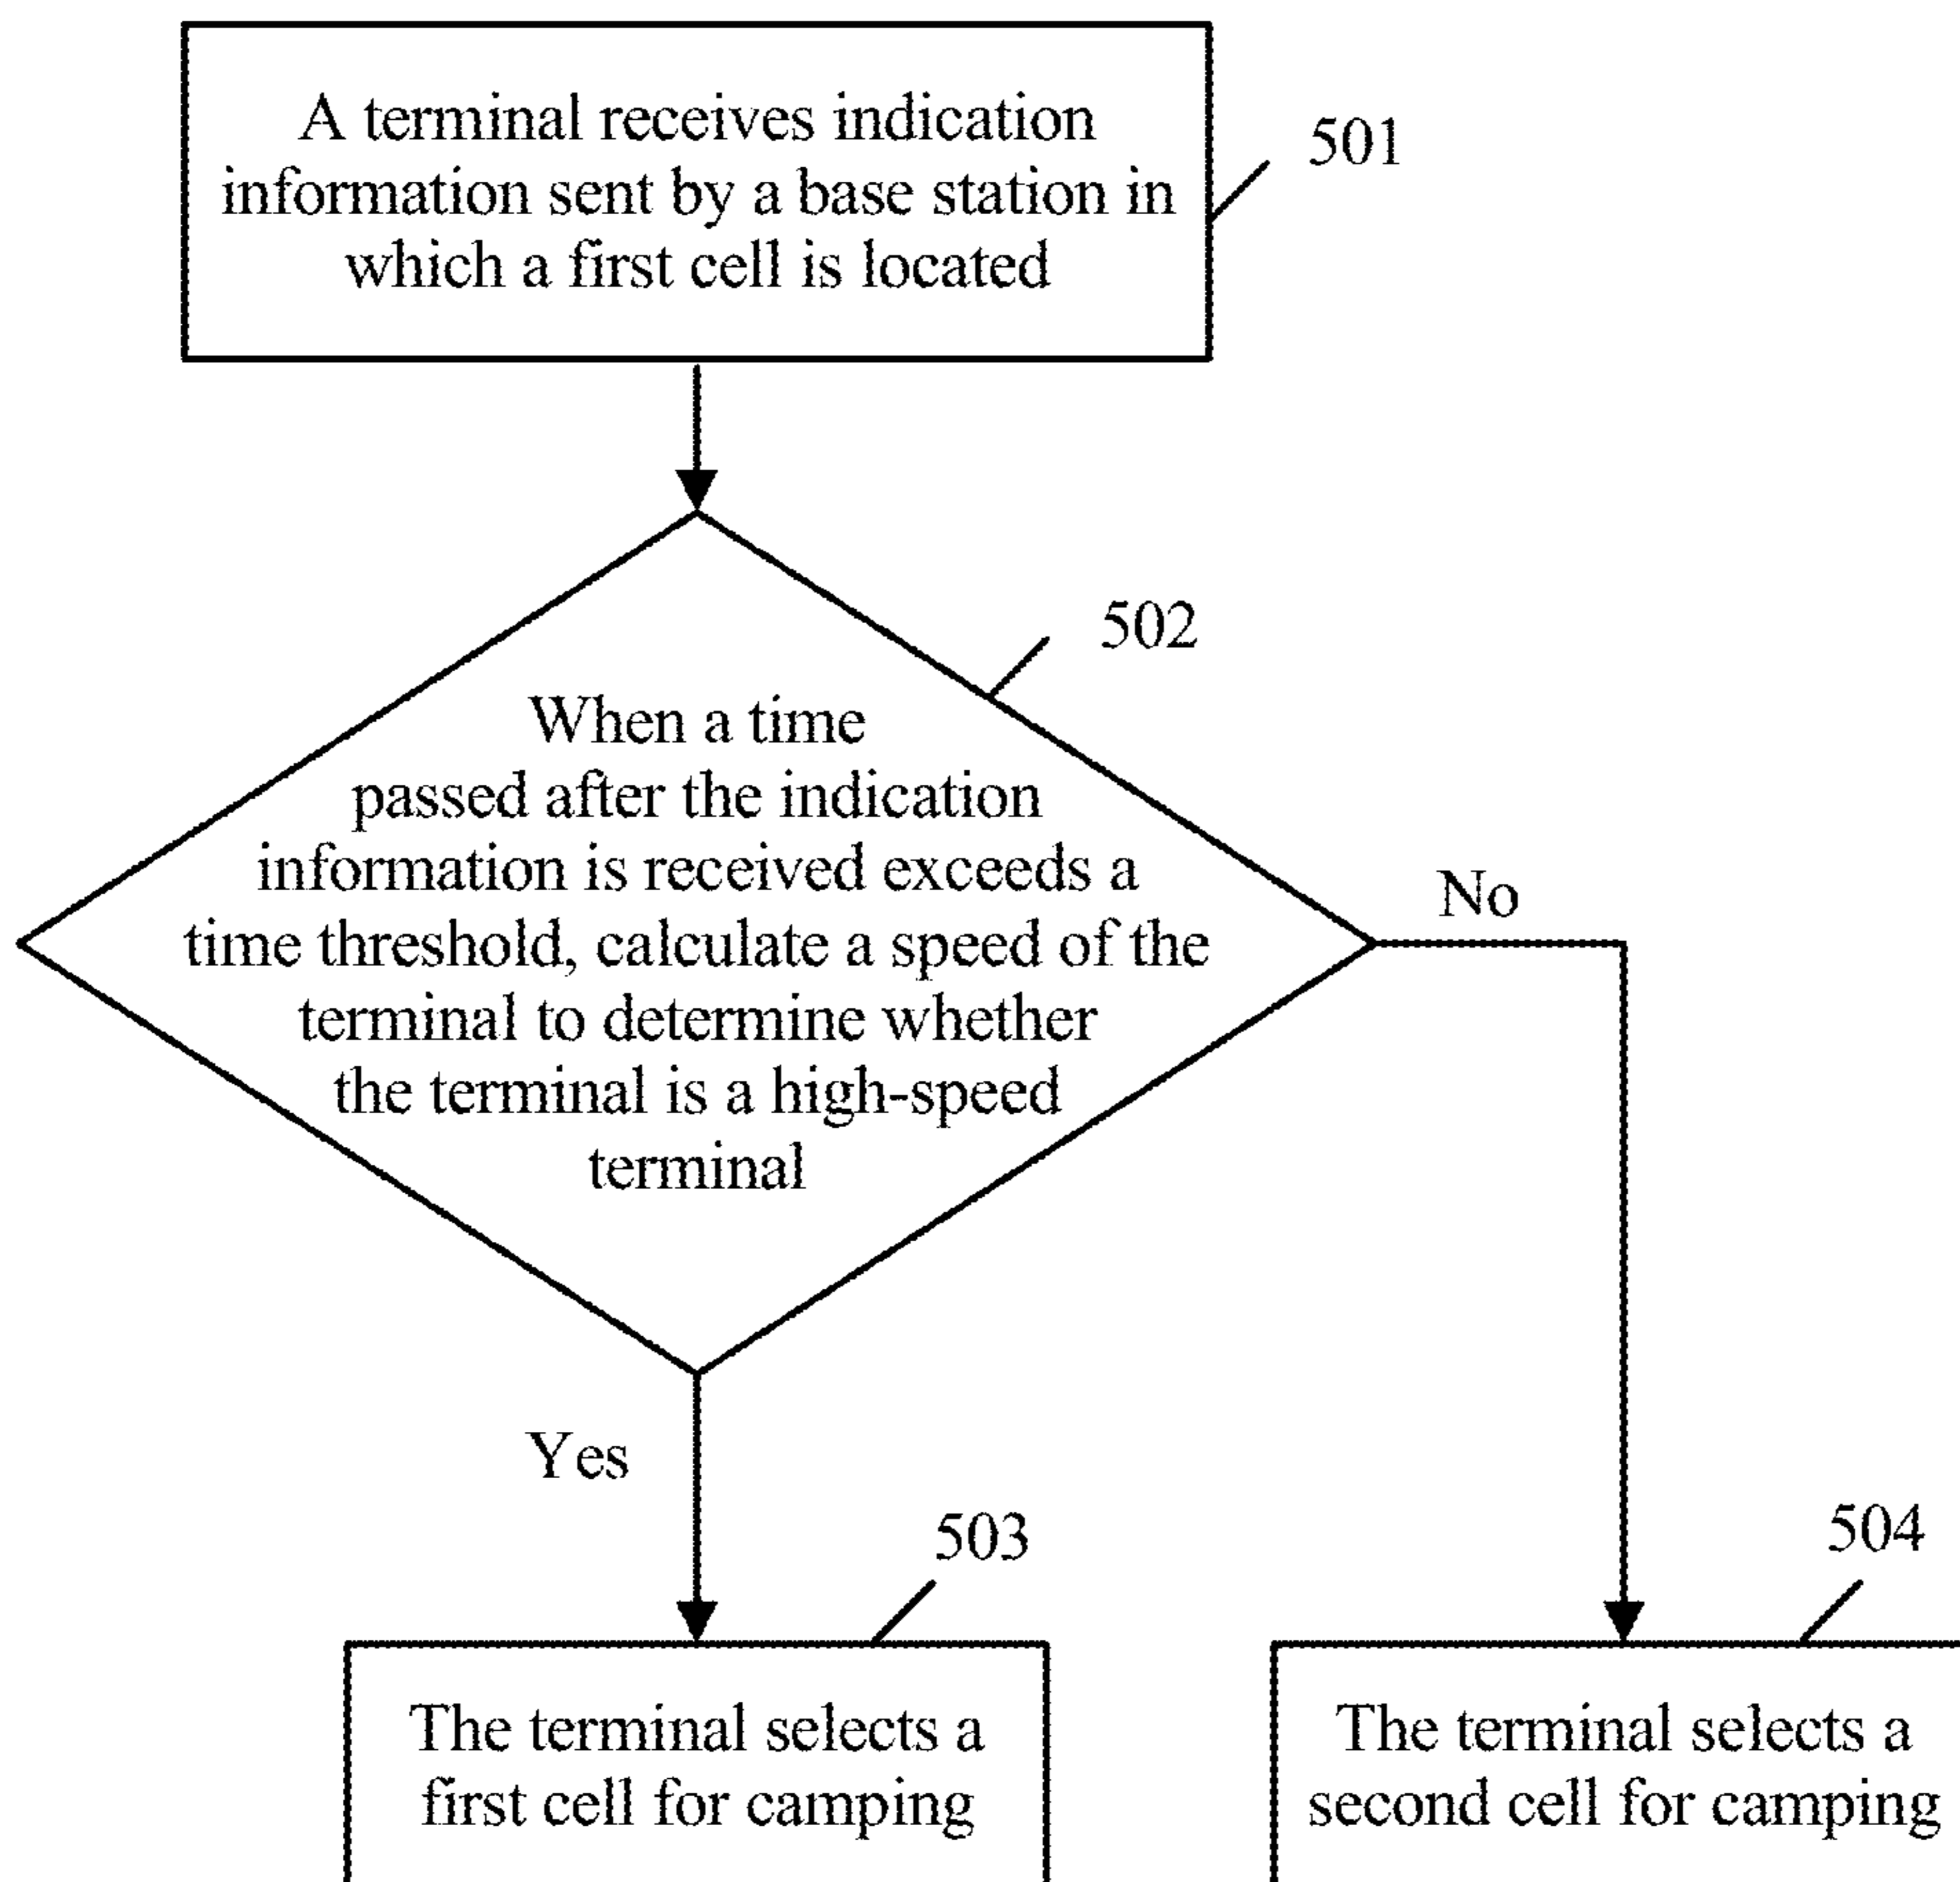 A terminal receives indication
information sent by a base station in
which a first cell is located
501
502
When a time
passed after the indication
information is received exceeds a
time threshold, calculate a speed of the
terminal to determine whether
the terminal is a high-speed
terminal
No
Yes
503
504
The terminal selects a
first cell for camping
The terminal selects a
second cell for camping